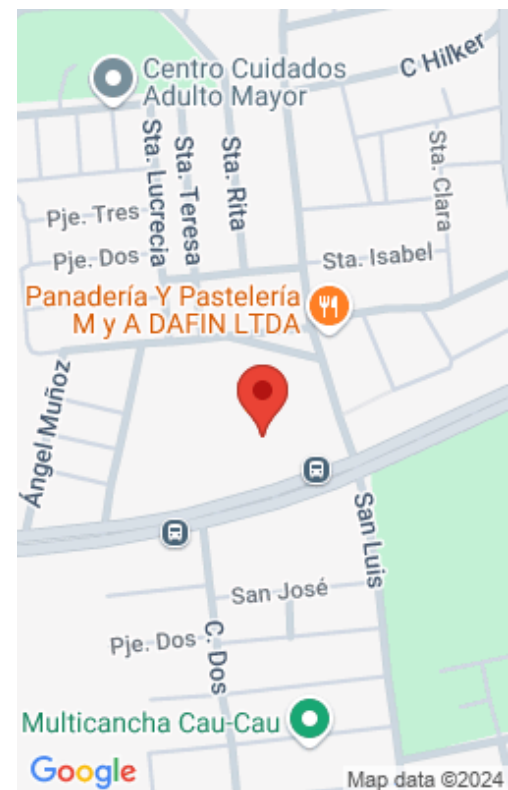 C Hilker
Centro Cuidados
Adulto Mayor
Sta. Lucrecia
Sta. Teresa
Sta. Rita
Sta. Clara
Pje. Tres
Pje. Dos
Sta. Isabel
Panadería Y Pastelería
M y A DAFIN LTDA
Ángel Muñoz
San Luis
San José
Pje. Dos
C. Dos
Multicancha Cau-Cau
Google
Map data ©2024